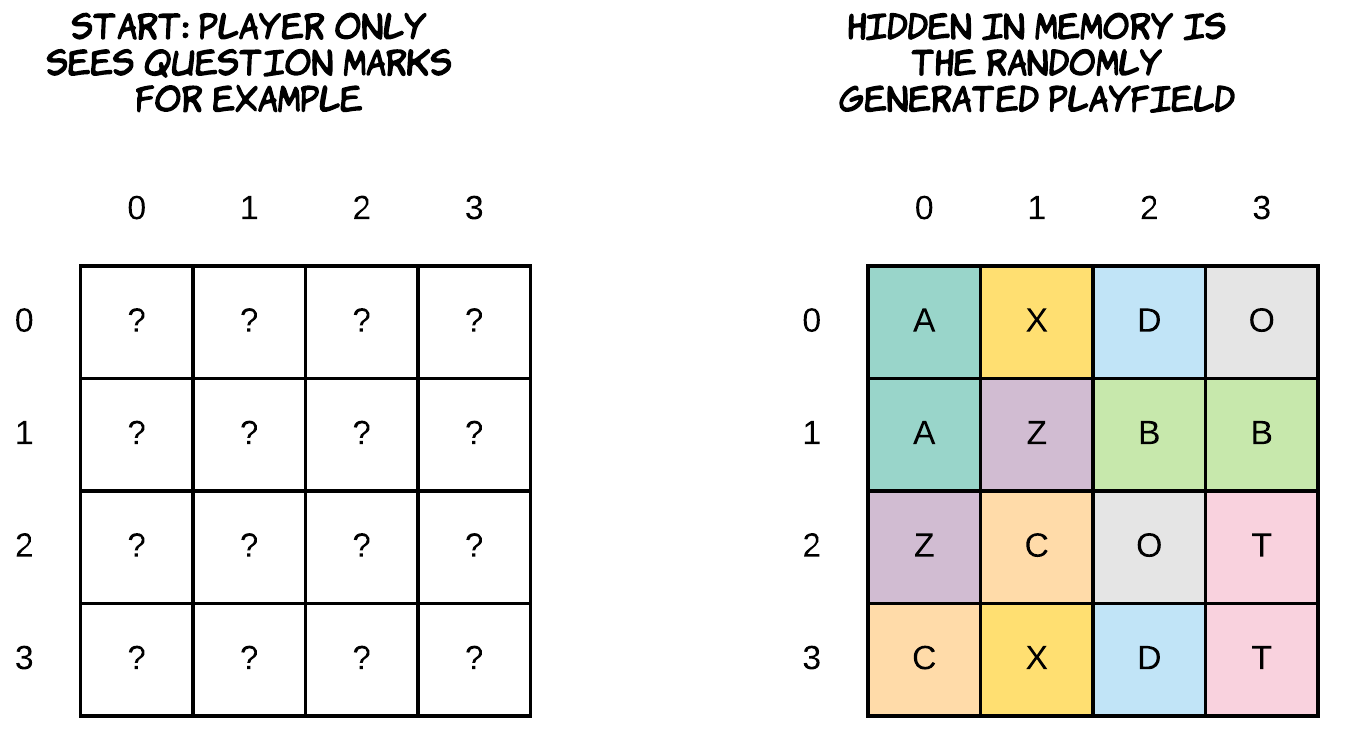 START: PLAYER ONLY
SEES QUESTION MARKS
FOR EXAMPLE
0 1 2 3
0 ? ? ? ?
1 ? ? ? ?
2 ? ? ? ?
3 ? ? ? ?
HIDDEN IN MEMORY IS
THE RANDOMLY
GENERATED PLAYFIELD
0 1 2 3
0 A X D O
1 A Z B B
2 Z C O T
3 C X D T